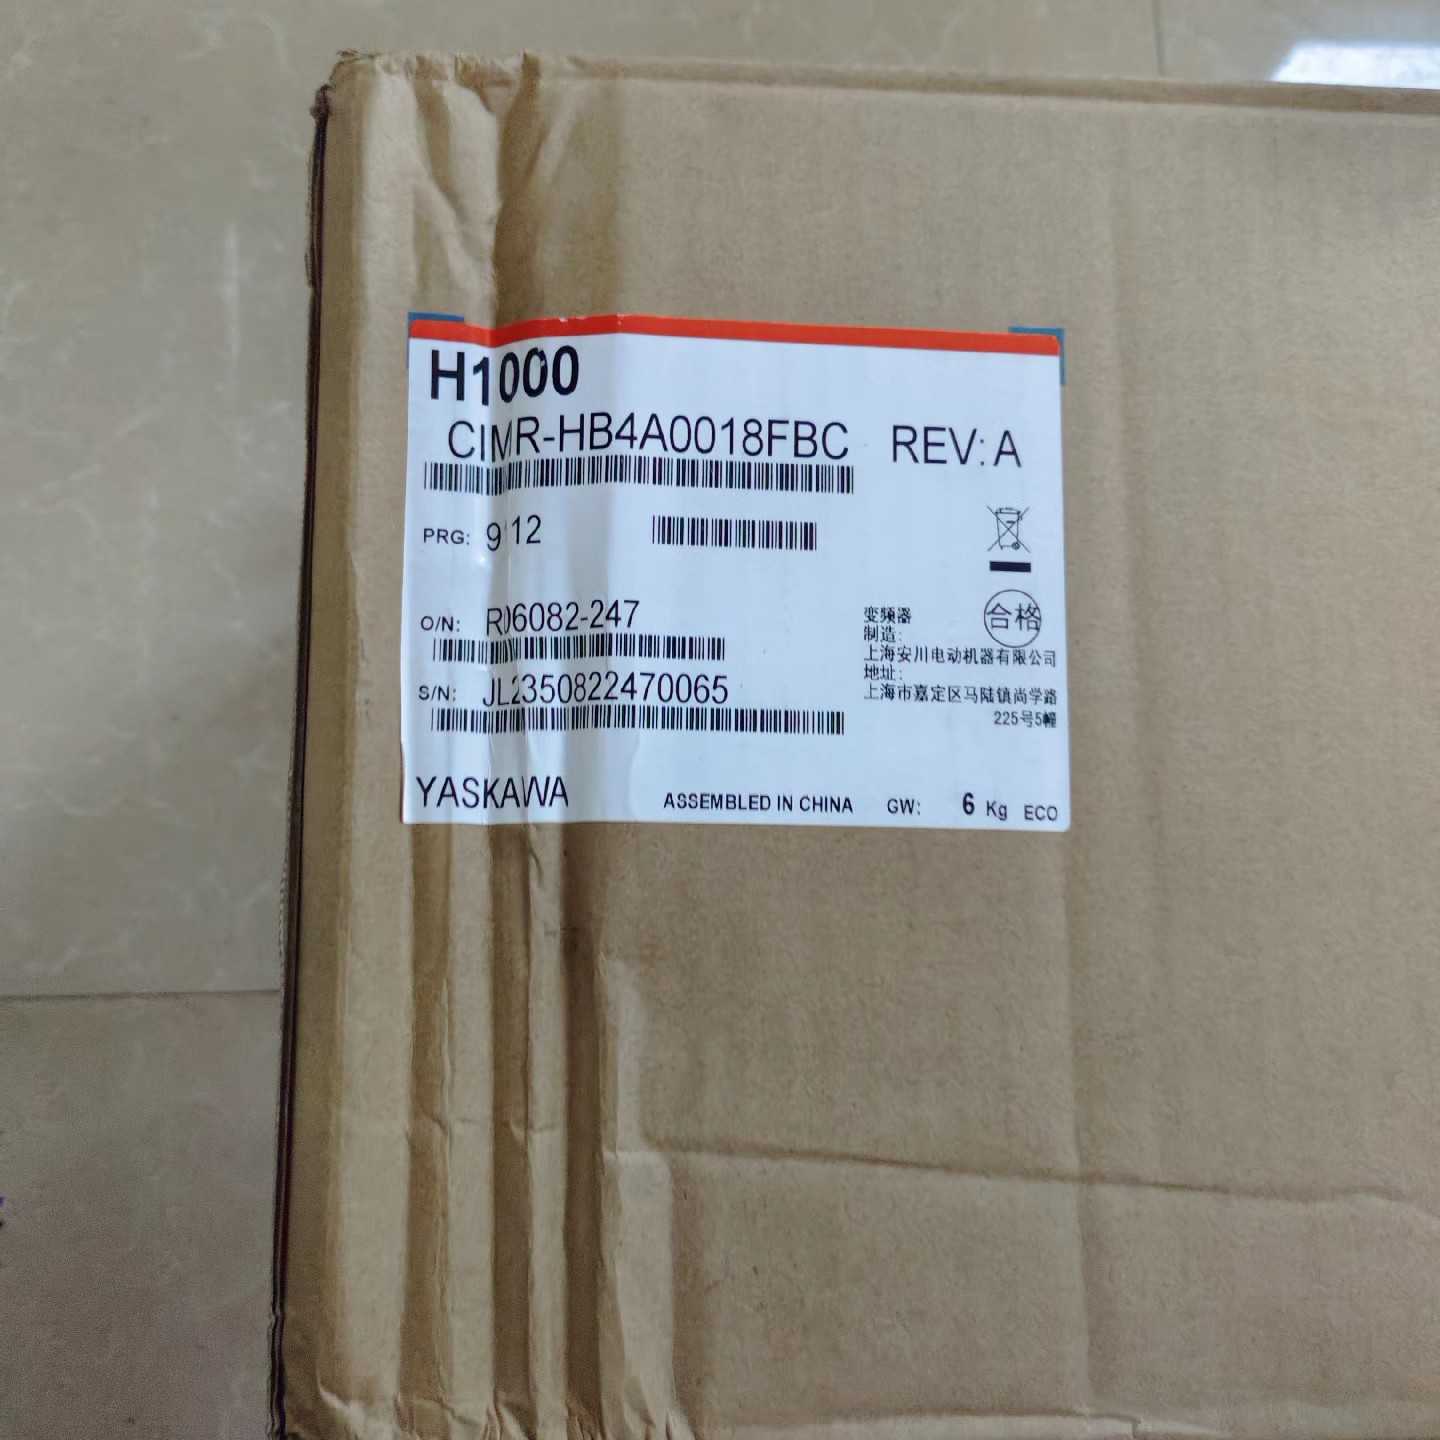 H1000
CIMR-HB4A0018FBC REV: A
PRG: 9112
O/N: R06082-247
S/N: JL2350822470065
变频器
合格
制造:
上海安川电动机器有限公司
地址:
上海市嘉定区马陆镇尚学路
225号5幢
YASKAWA ASSEMBLED IN CHINA GW: 6 Kg ECO